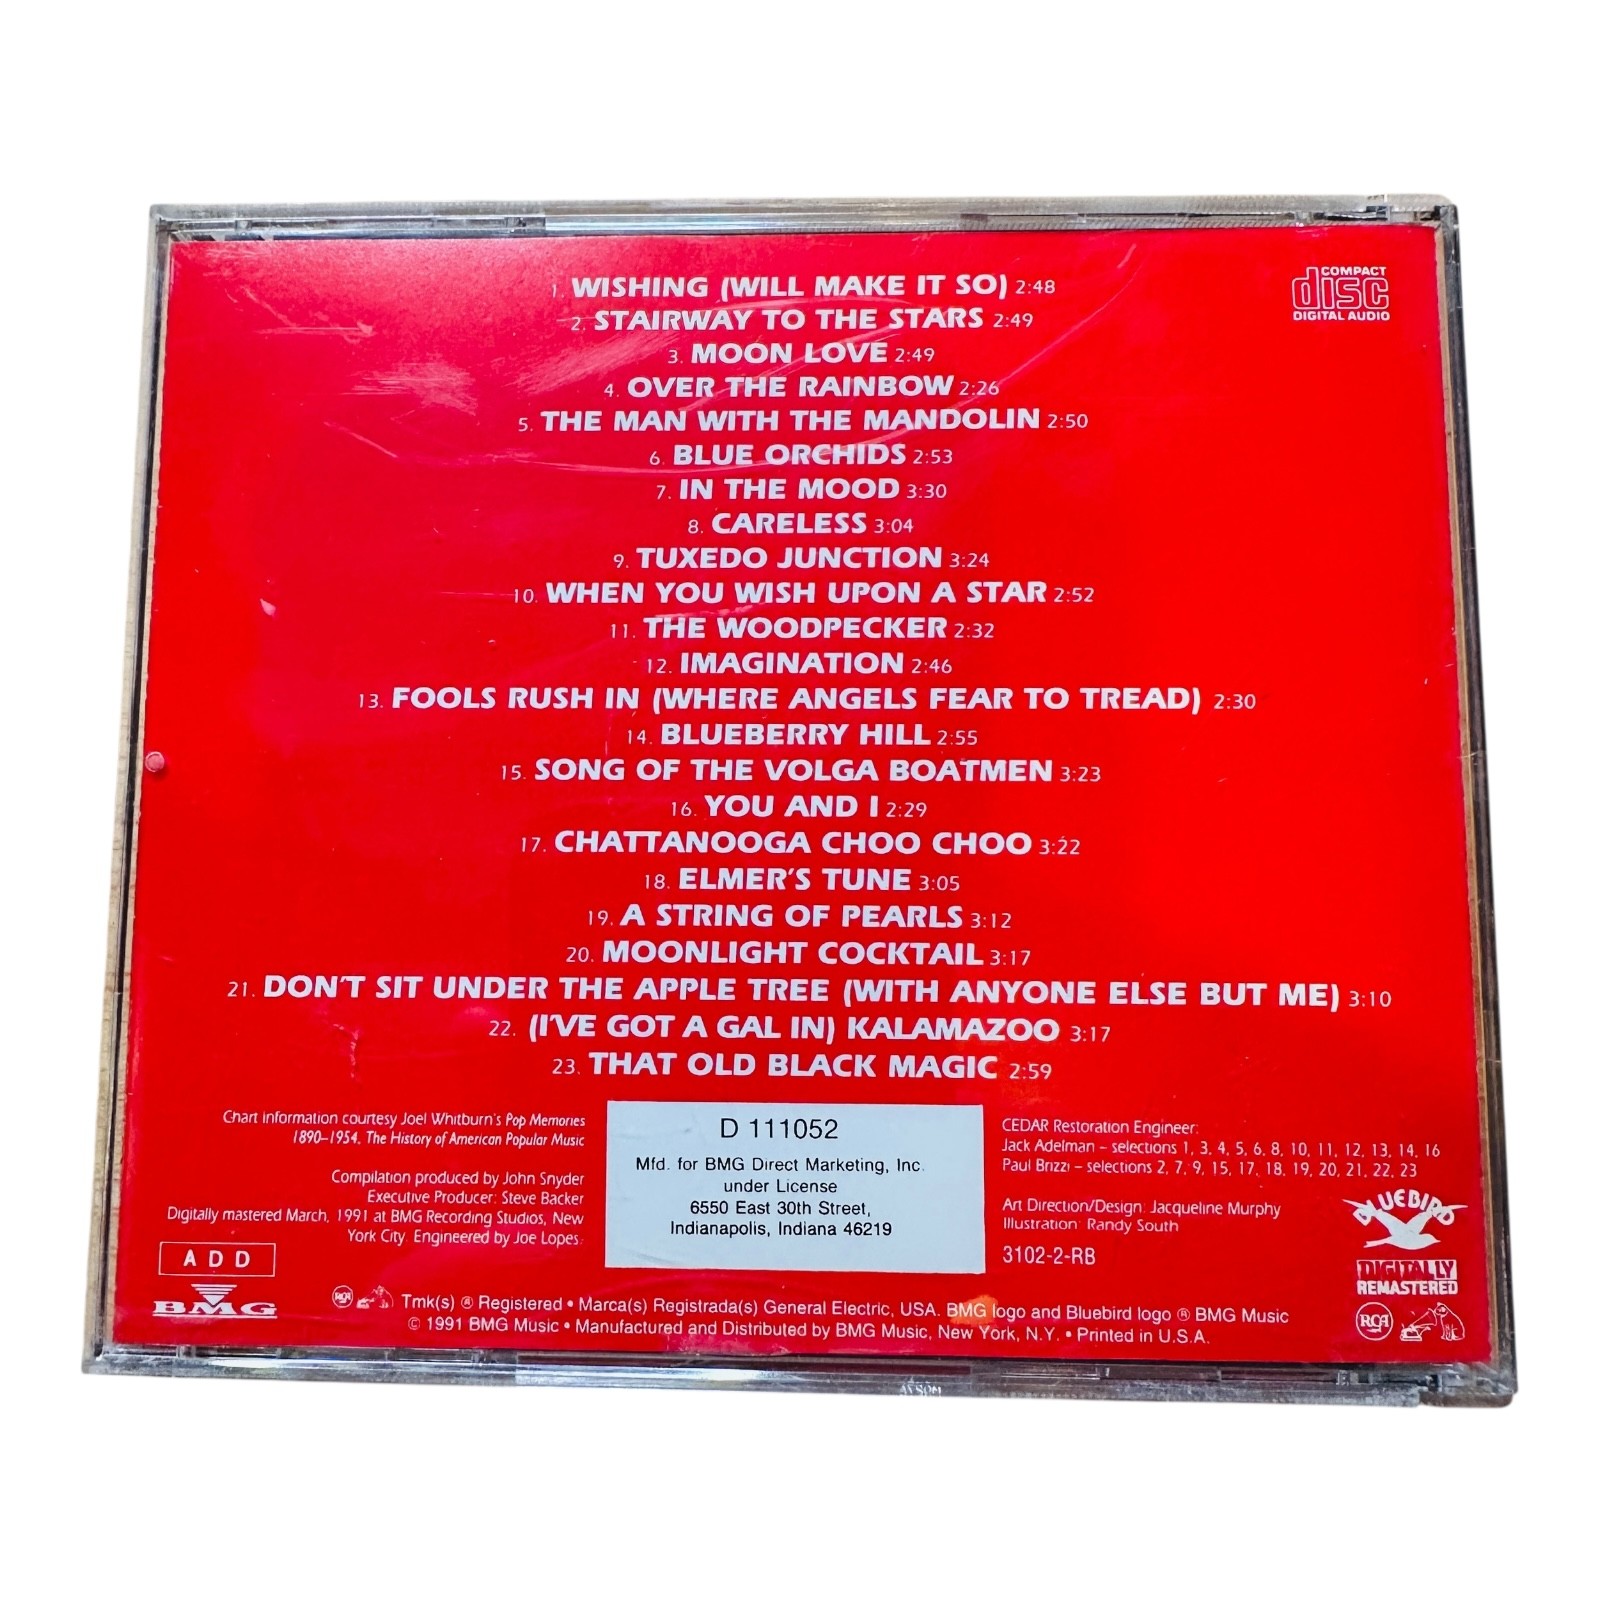 1. WISHING (WILL MAKE IT SO) 2:48
2. STAIRWAY TO THE STARS 2:49
3. MOON LOVE 2:49
4. OVER THE RAINBOW 2:26
5. THE MAN WITH THE MANDOLIN 2:50
6. BLUE ORCHIDS 2:53
7. IN THE MOOD 3:30
8. CARELESS 3:04
9. TUXEDO JUNCTION 3:24
10. WHEN YOU WISH UPON A STAR 2:52
11. THE WOODPECKER 2:32
12. IMAGINATION 2:46
13. FOOLS RUSH IN (WHERE ANGELS FEAR TO TREAD) 2:30
14. BLUEBERRY HILL 2:55
15. SONG OF THE VOLGA BOATMEN 3:23
16. YOU AND I 2:29
17. CHATTANOOGA CHOO CHOO 3:22
18. ELMER'S TUNE 3:05
19. A STRING OF PEARLS 3:12
20. MOONLIGHT COCKTAIL 3:17
21. DON'T SIT UNDER THE APPLE TREE (WITH ANYONE ELSE BUT ME) 3:10
22. (I'VE GOT A GAL IN) KALAMAZOO 3:17
23. THAT OLD BLACK MAGIC 2:59
COMPACT
disc
DIGITAL AUDIO
Chart information courtesy Joel Whitburn's Pop Memories
1890–1954. The History of American Popular Music
Compilation produced by John Snyder
Executive Producer: Steve Backer
Digitally mastered March, 1991 at BMG Recording Studios, New
York City. Engineered by Joe Lopes.
ADD
BMG
D 111052
Mfd. for BMG Direct Marketing, Inc.
under License
6550 East 30th Street,
Indianapolis, Indiana 46219
CEDAR Restoration Engineer:
Jack Adelman – selections 1, 3, 4, 5, 6, 8, 10, 11, 12, 13, 14, 16
Paul Brizzi – selections 2, 7, 9, 15, 17, 18, 19, 20, 21, 22, 23
Art Direction/Design: Jacqueline Murphy
Illustration: Randy South
3102-2-RB
BLUEBIRD
DIGITALLY
REMASTERED
RCA
RCA Tmk(s) ® Registered • Marca(s) Registrada(s) General Electric, USA. BMG logo and Bluebird logo ® BMG Music
© 1991 BMG Music • Manufactured and Distributed by BMG Music, New York, N.Y. • Printed in U.S.A.